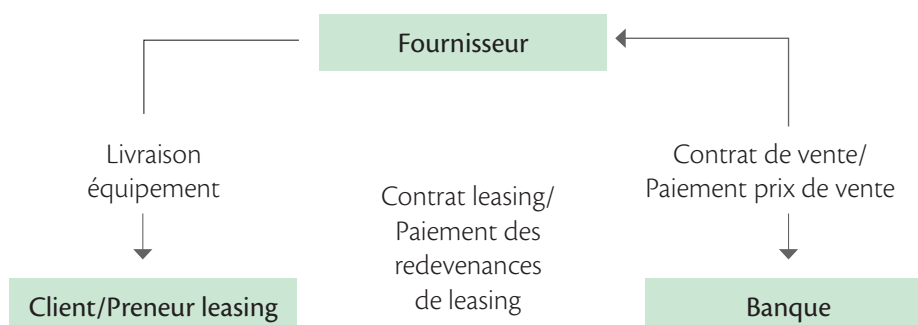 Fournisseur
Livraison
équipement
Contrat de vente/
Paiement prix de vente
Contrat leasing/
Paiement des
redevenances
de leasing
Client/Preneur leasing
Banque